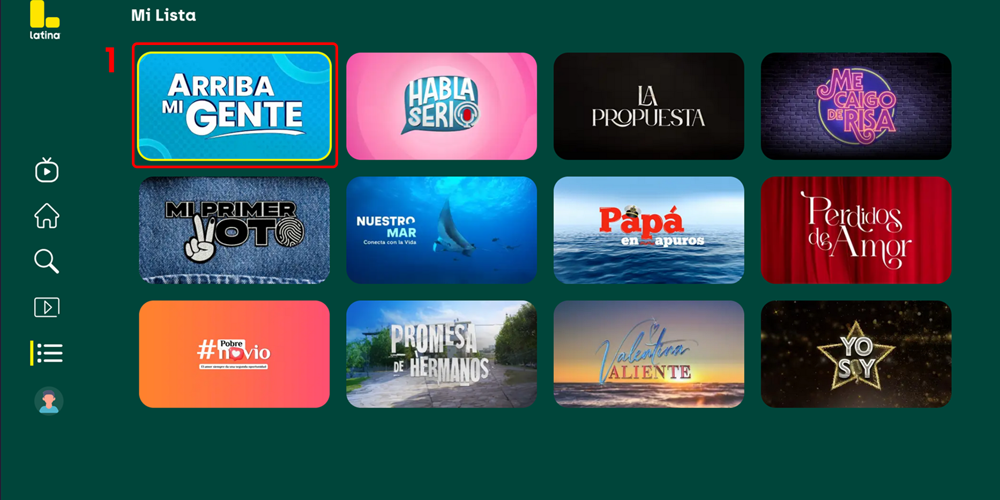 latina
Mi Lista
1
ARRIBA
MI GENTE
HABLA
SERIO
LA
PROPUESTA
ME
CAIGO
DE RISA
MI PRIMER
VOTO
NUESTRO
MAR
Conecta con la Vida
Papá
en apuros
Perdidos
de Amor
#
Pobre
novio
El amor siempre da una segunda oportunidad
PROMESA
DE HERMANOS
Valentina
VALIENTE
YO
SOY